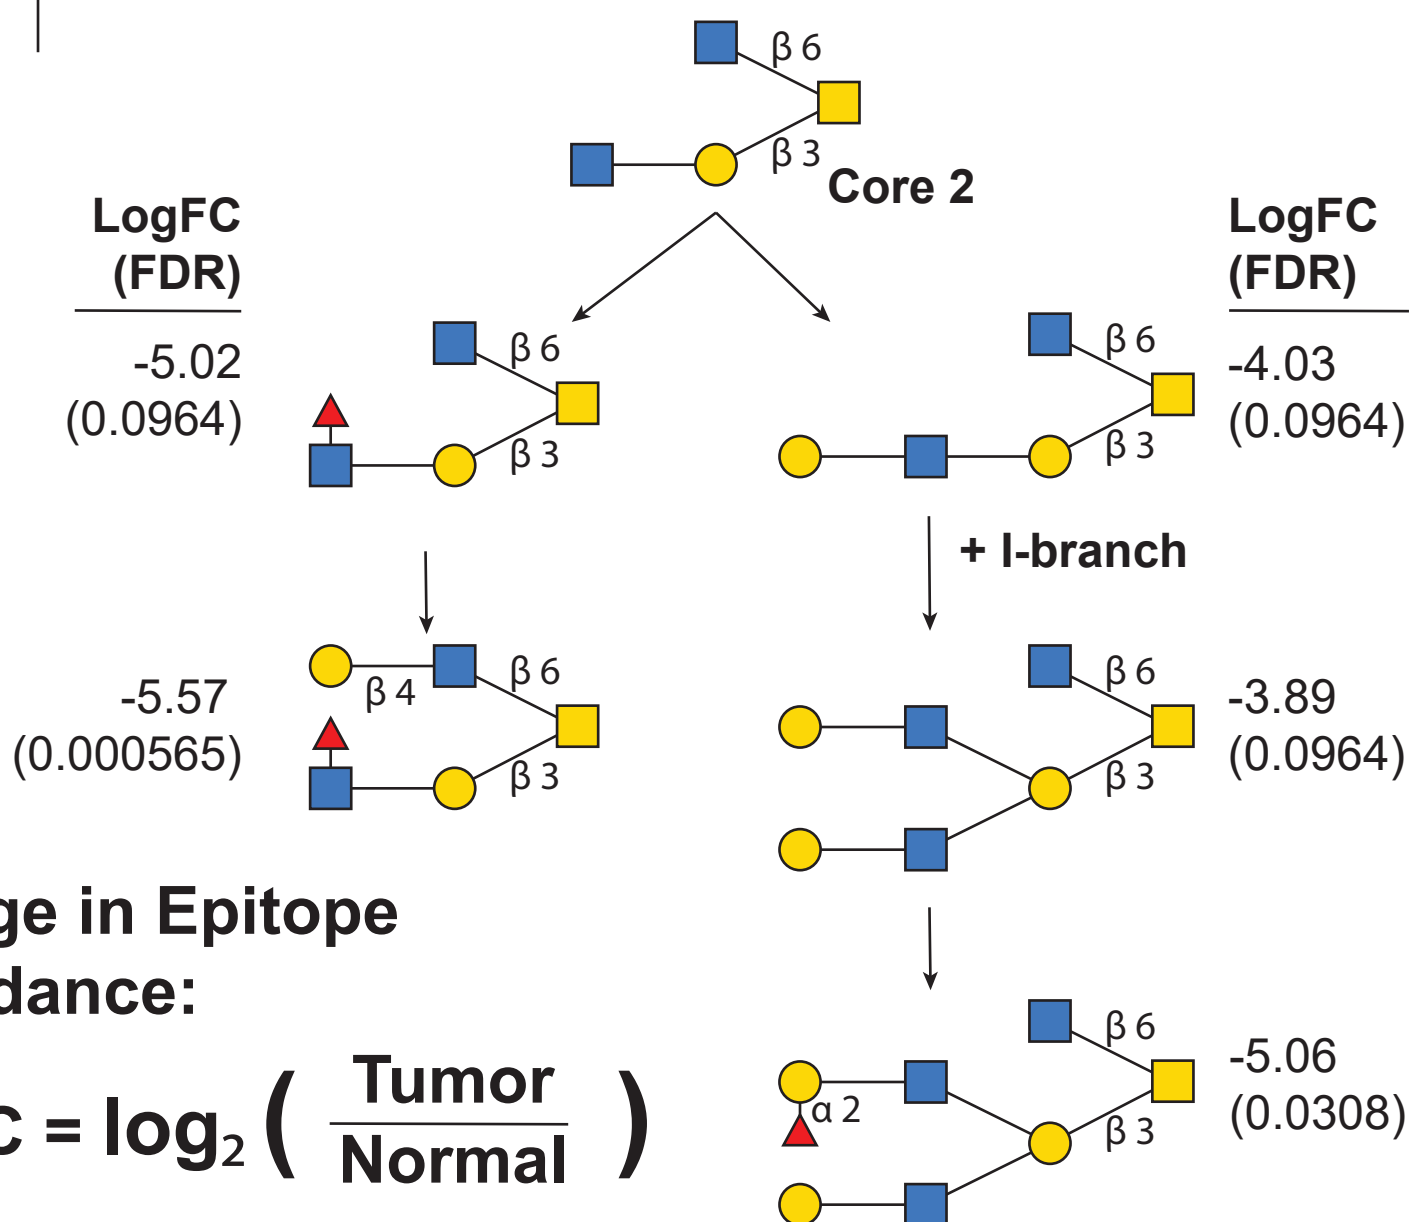 β 6
β 3
Core 2
LogFC
(FDR)
LogFC
(FDR)
-5.02
(0.0964)
β 6
β 3
β 6
β 3
-4.03
(0.0964)
+ I-branch
-5.57
(0.000565)
β 6
β 4
β 3
β 6
β 3
-3.89
(0.0964)
ge in Epitope
dance:
C = log₂ ( Tumor
Normal )
β 6
α 2
β 3
-5.06
(0.0308)